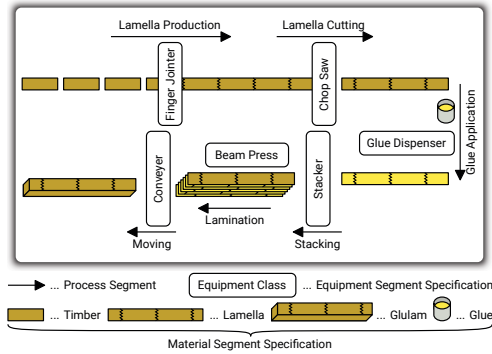 Lamella Production
Lamella Cutting
Finger Jointer
Chop Saw
Glue Application
Glue Dispenser
Conveyer
Beam Press
Stacker
Lamination
Moving
Stacking
... Process Segment
Equipment Class
... Equipment Segment Specification
... Timber
... Lamella
... Glulam
... Glue
Material Segment Specification